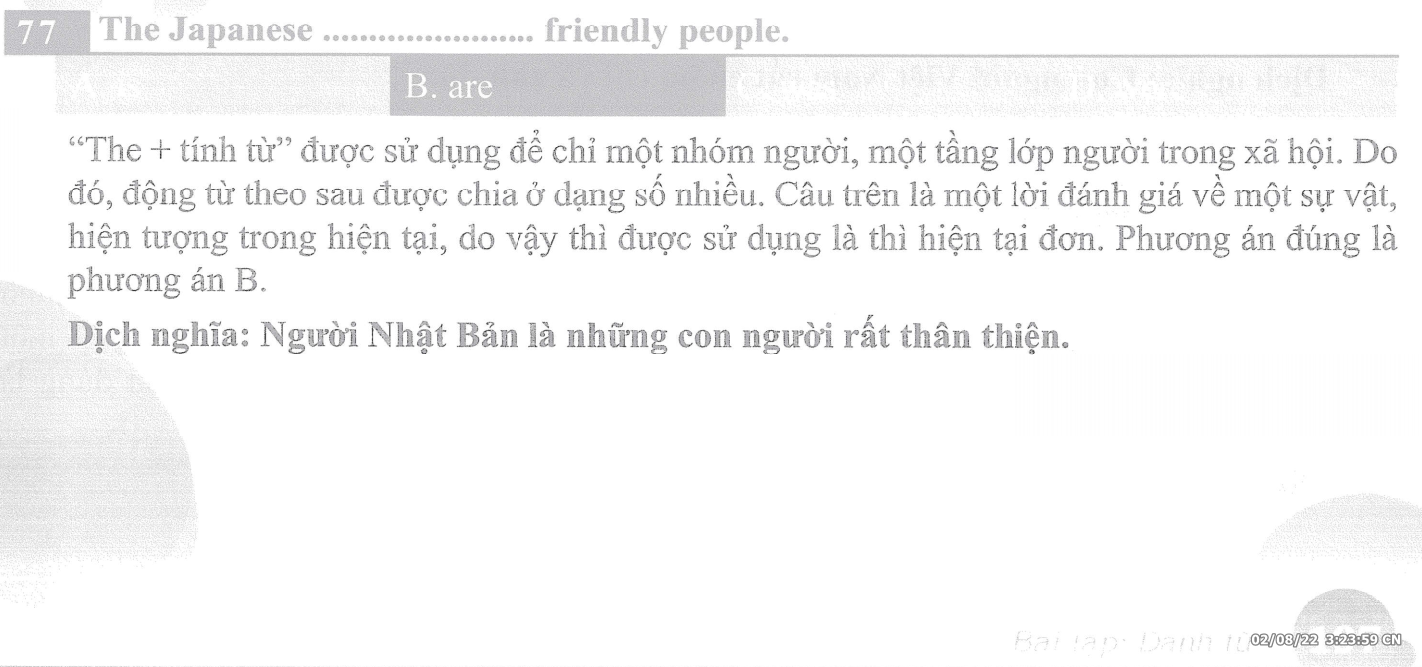 77 The Japanese ....................... friendly people.
A. is B. are
“The + tính từ” được sử dụng để chỉ một nhóm người, một tầng lớp người trong xã hội. Do
đó, động từ theo sau được chia ở dạng số nhiều. Câu trên là một lời đánh giá về một sự vật,
hiện tượng trong hiện tại, do vậy thì được sử dụng là thì hiện tại đơn. Phương án đúng là
phương án B.
Dịch nghĩa: Người Nhật Bản là những con người rất thân thiện.
Bài tập: Danh từ
02/08/22 3:23:59 CN